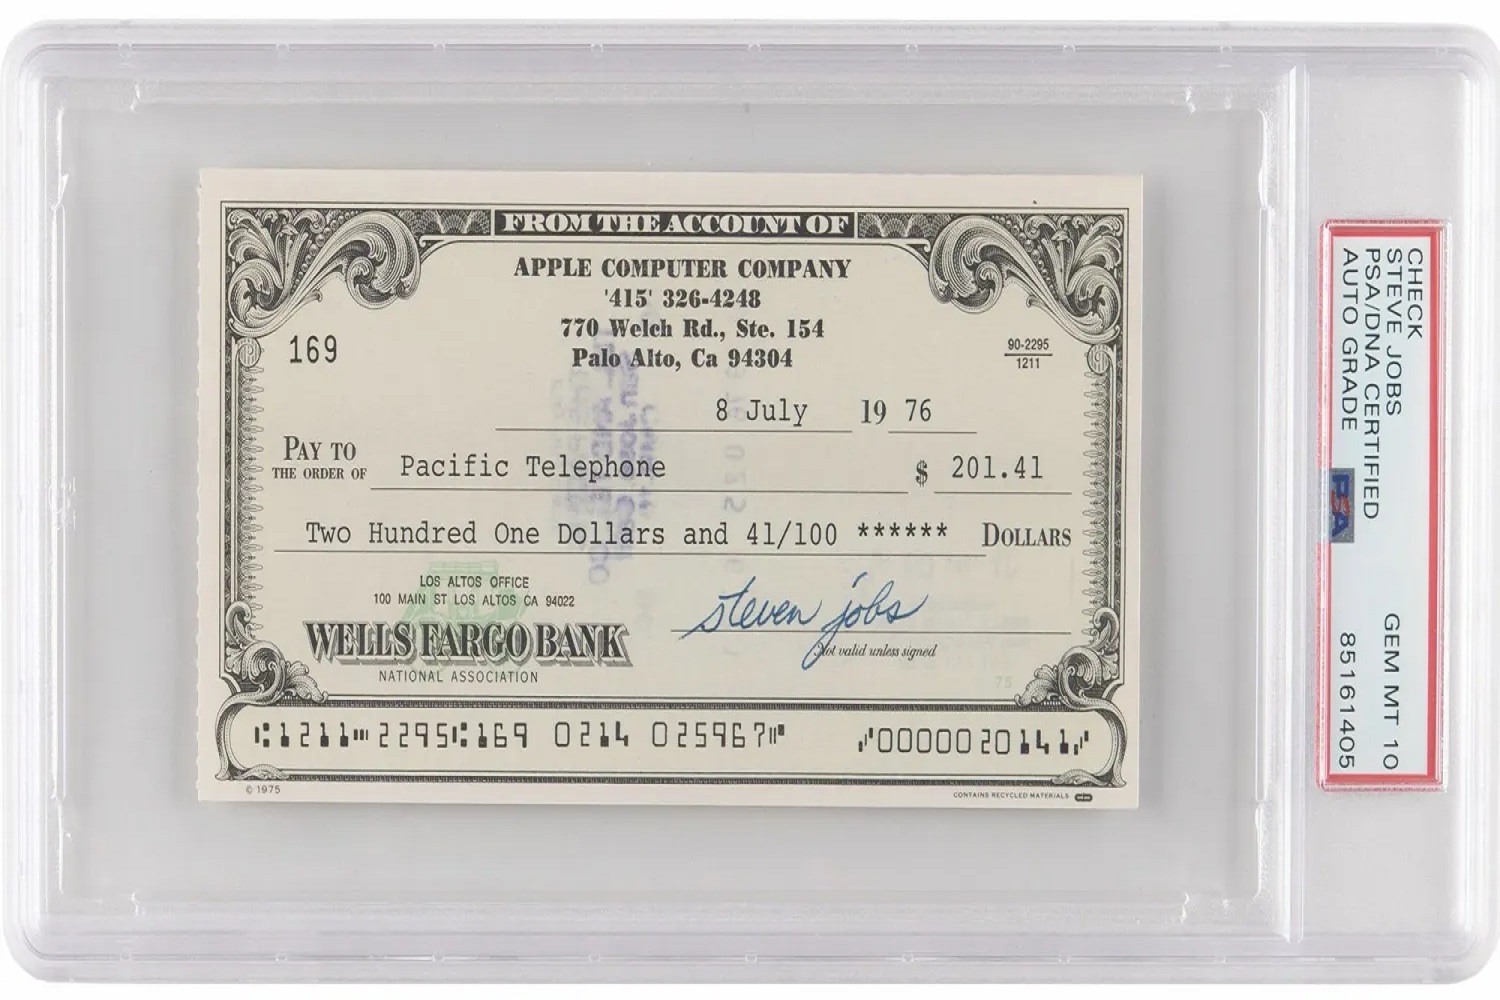 FROM THE ACCOUNT OF
APPLE COMPUTER COMPANY
'415' 326-4248
770 Welch Rd., Ste. 154
Palo Alto, Ca 94304
169
90-2295
1211
8 July 19 76
PAY TO
THE ORDER OF Pacific Telephone $ 201.41
Two Hundred One Dollars and 41/100 ****** DOLLARS
LOS ALTOS OFFICE
100 MAIN ST LOS ALTOS CA 94022
WELLS FARGO BANK
NATIONAL ASSOCIATION
steven jobs
Not valid unless signed
75
⑆1211⑉2295⑆169 0214 025967⑈ ⑇0000020141⑇
© 1975
CONTAINS RECYCLED MATERIALS
CHECK
STEVE JOBS
PSA/DNA CERTIFIED
AUTO GRADE
PSA
GEM MT 10
85161405